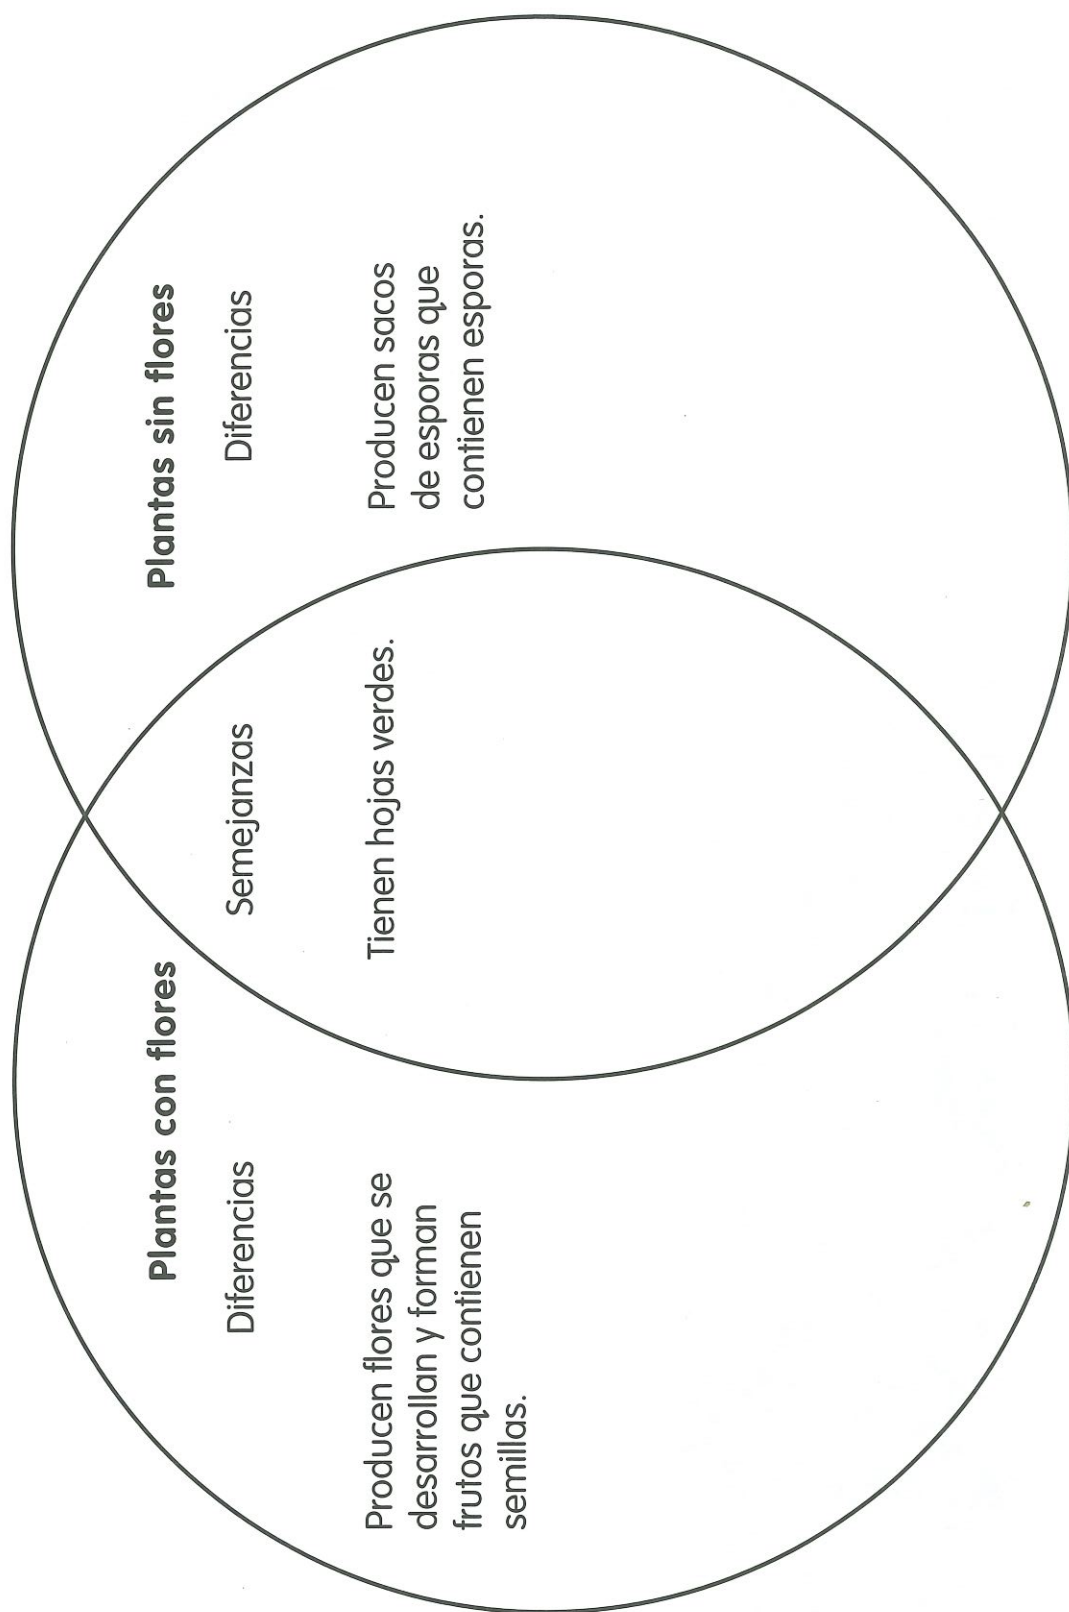 Plantas con flores
Diferencias
Producen flores que se
desarrollan y forman
frutos que contienen
semillas.
Semejanzas
Tienen hojas verdes.
Plantas sin flores
Diferencias
Producen sacos
de esporas que
contienen esporas.